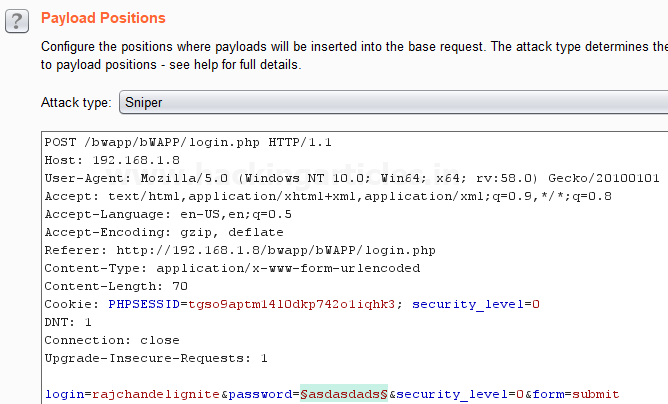 ?
Payload Positions
Configure the positions where payloads will be inserted into the base request. The attack type determines the
to payload positions - see help for full details.
Attack type: Sniper
POST /bwapp/bWAPP/login.php HTTP/1.1
Host: 192.168.1.8
User-Agent: Mozilla/5.0 (Windows NT 10.0; Win64; x64; rv:58.0) Gecko/20100101
Accept: text/html,application/xhtml+xml,application/xml;q=0.9,*/*;q=0.8
Accept-Language: en-US,en;q=0.5
Accept-Encoding: gzip, deflate
Referer: http://192.168.1.8/bwapp/bWAPP/login.php
Content-Type: application/x-www-form-urlencoded
Content-Length: 70
Cookie: PHPSESSID=tgso9aptm14l0dkp742o1iqhk3; security_level=0
DNT: 1
Connection: close
Upgrade-Insecure-Requests: 1
login=rajchandelignite&password=§asdasdads§&security_level=0&form=submit